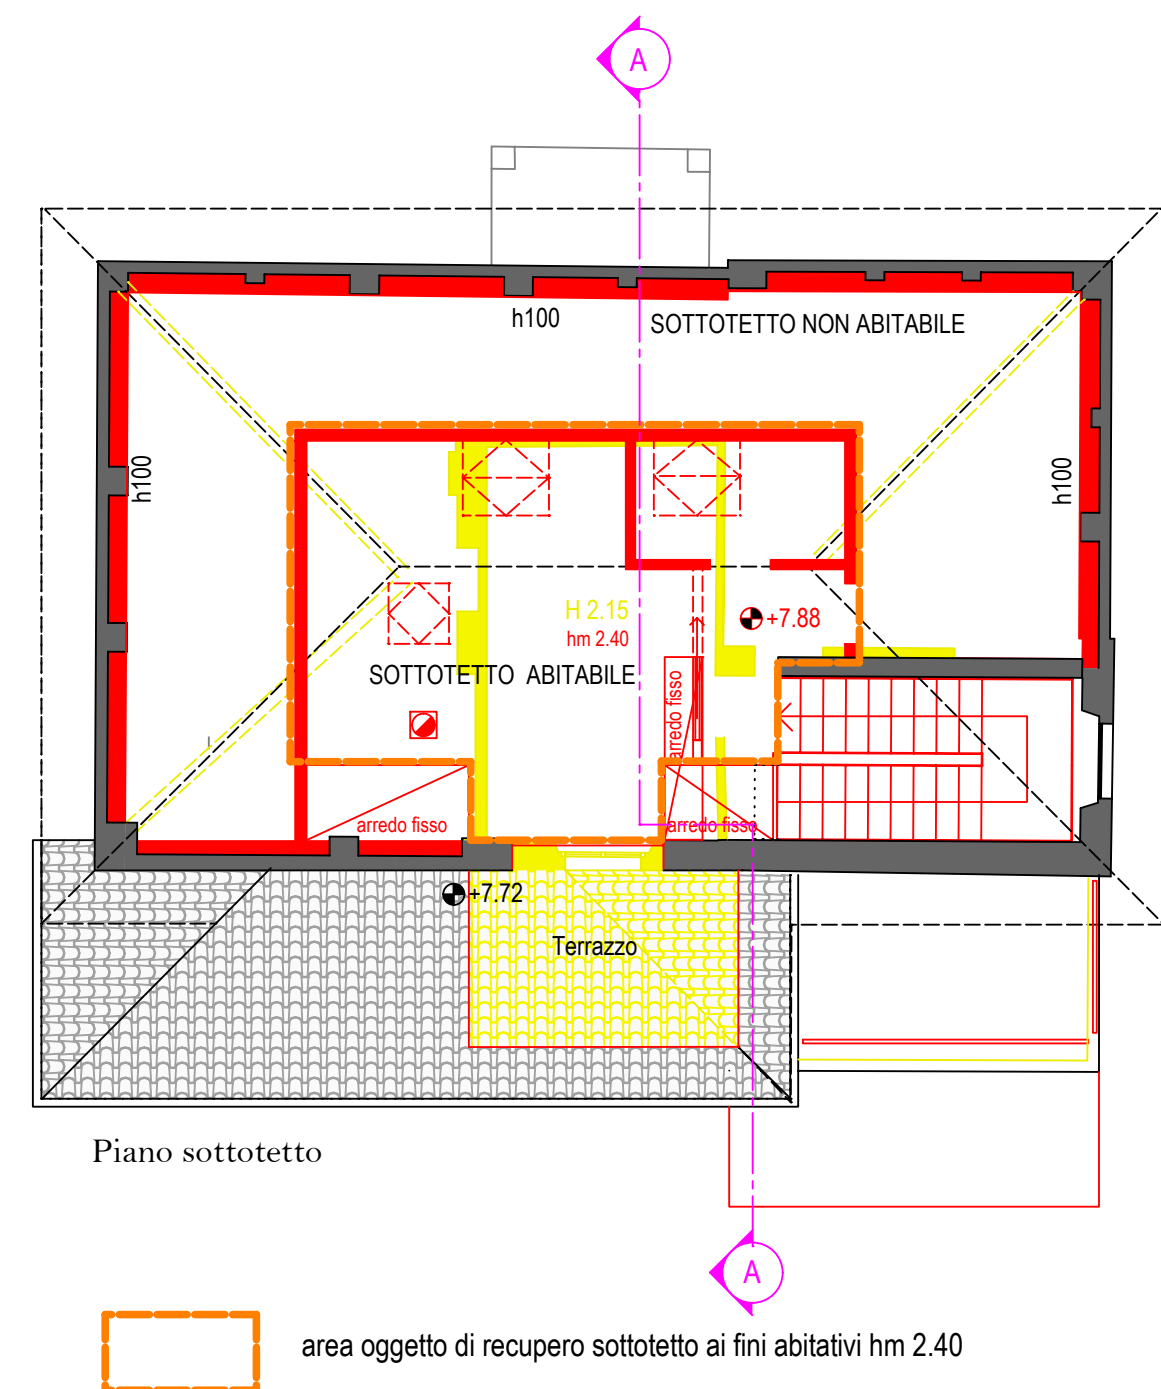 A
h100
SOTTOTETTO NON ABITABILE
h100
h100
H 2.15
hm 2.40
+7.88
SOTTOTETTO ABITABILE
arredo fisso
arredo fisso
arredo fisso
+7.72
Terrazzo
Piano sottotetto
A
area oggetto di recupero sottotetto ai fini abitativi hm 2.40